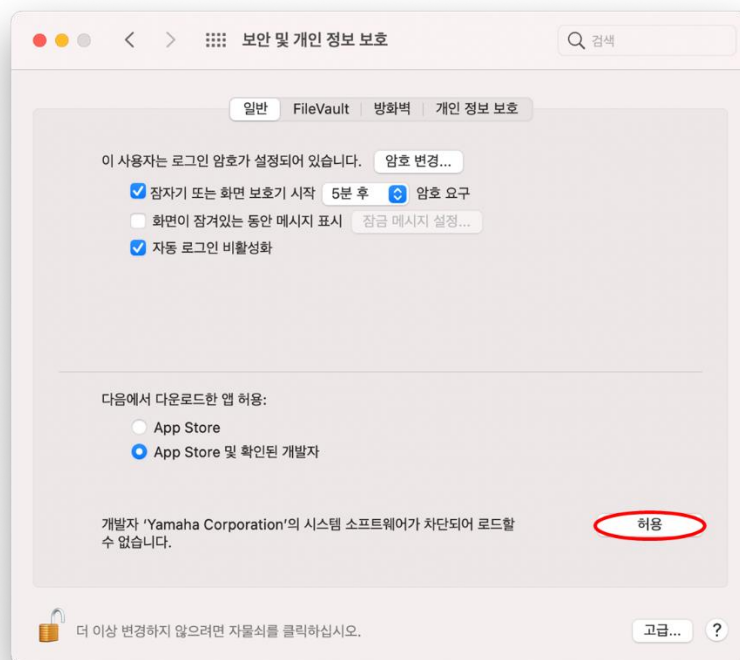 보안 및 개인 정보 보호
검색
일반 FileVault 방화벽 개인 정보 보호
이 사용자는 로그인 암호가 설정되어 있습니다. 암호 변경...
잠자기 또는 화면 보호기 시작 5분 후 암호 요구
화면이 잠겨있는 동안 메시지 표시 잠금 메시지 설정...
자동 로그인 비활성화
다음에서 다운로드한 앱 허용:
App Store
App Store 및 확인된 개발자
개발자 ‘Yamaha Corporation’의 시스템 소프트웨어가 차단되어 로드할
수 없습니다.
허용
더 이상 변경하지 않으려면 자물쇠를 클릭하십시오.
고급... ?